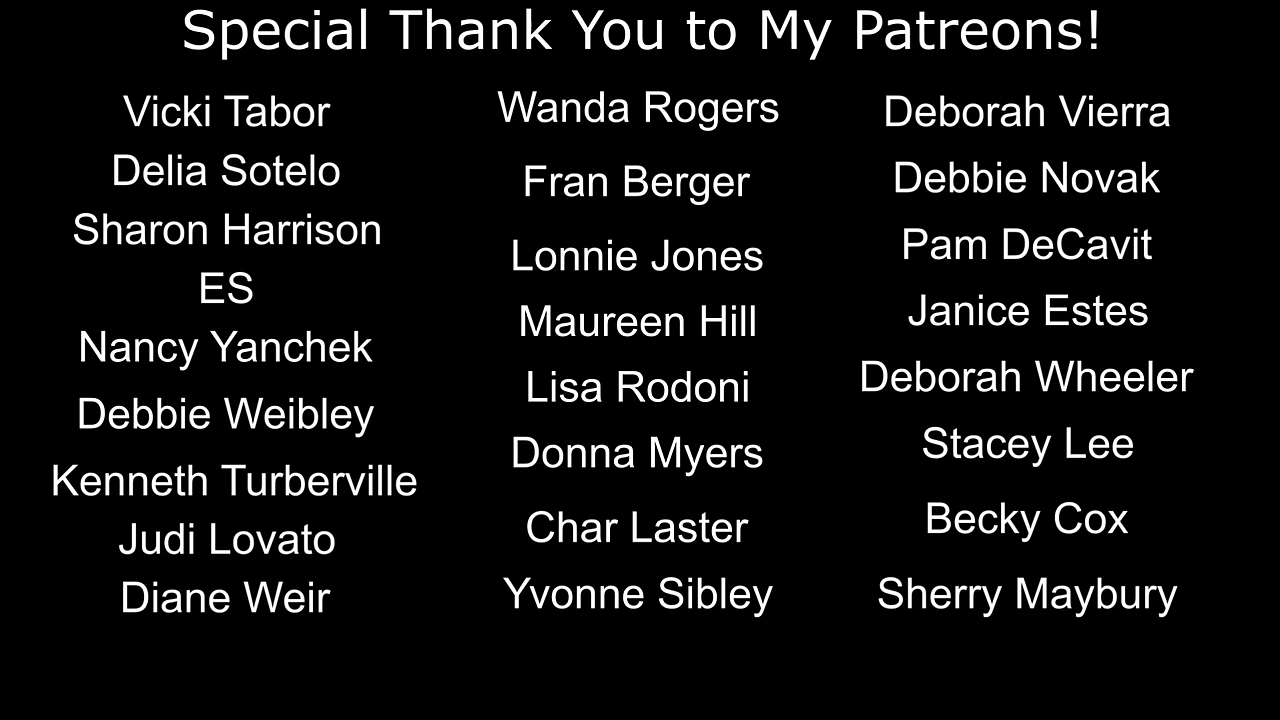 Special Thank You to My Patreons!
Vicki Tabor
Delia Sotelo
Sharon Harrison
ES
Nancy Yanchek
Debbie Weibley
Kenneth Turberville
Judi Lovato
Diane Weir
Wanda Rogers
Fran Berger
Lonnie Jones
Maureen Hill
Lisa Rodoni
Donna Myers
Char Laster
Yvonne Sibley
Deborah Vierra
Debbie Novak
Pam DeCavit
Janice Estes
Deborah Wheeler
Stacey Lee
Becky Cox
Sherry Maybury